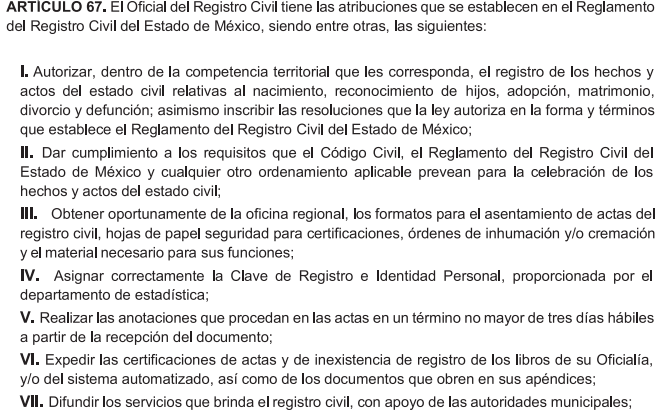 ARTÍCULO 67. El Oficial del Registro Civil tiene las atribuciones que se establecen en el Reglamento
del Registro Civil del Estado de México, siendo entre otras, las siguientes:
I. Autorizar, dentro de la competencia territorial que les corresponda, el registro de los hechos y
actos del estado civil relativas al nacimiento, reconocimiento de hijos, adopción, matrimonio,
divorcio y defunción; asimismo inscribir las resoluciones que la ley autoriza en la forma y términos
que establece el Reglamento del Registro Civil del Estado de México;
II. Dar cumplimiento a los requisitos que el Código Civil, el Reglamento del Registro Civil del
Estado de México y cualquier otro ordenamiento aplicable prevean para la celebración de los
hechos y actos del estado civil;
III. Obtener oportunamente de la oficina regional, los formatos para el asentamiento de actas del
registro civil, hojas de papel seguridad para certificaciones, órdenes de inhumación y/o cremación
y el material necesario para sus funciones;
IV. Asignar correctamente la Clave de Registro e Identidad Personal, proporcionada por el
departamento de estadística;
V. Realizar las anotaciones que procedan en las actas en un término no mayor de tres días hábiles
a partir de la recepción del documento;
VI. Expedir las certificaciones de actas y de inexistencia de registro de los libros de su Oficialía,
y/o del sistema automatizado, así como de los documentos que obren en sus apéndices;
VII. Difundir los servicios que brinda el registro civil, con apoyo de las autoridades municipales;